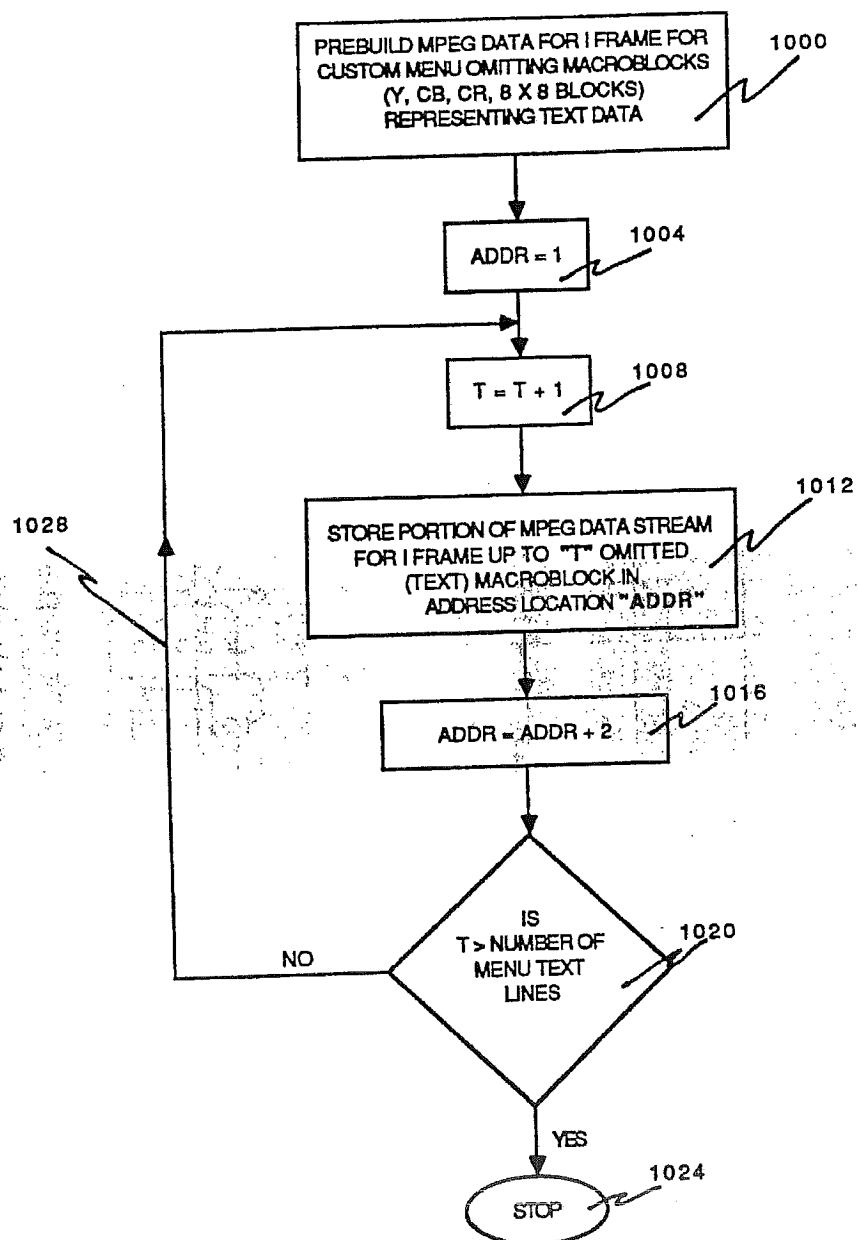 PREBUILD MPEG DATA FOR I FRAME FOR
CUSTOM MENU OMITTING MACROBLOCKS
(Y, CB, CR, 8 X 8 BLOCKS)
REPRESENTING TEXT DATA
1000
ADDR = 1
1004
T = T + 1
1008
STORE PORTION OF MPEG DATA STREAM
FOR I FRAME UP TO "T" OMITTED
(TEXT) MACROBLOCK IN
ADDRESS LOCATION "ADDR"
1012
1028
ADDR = ADDR + 2
1016
IS
T > NUMBER OF
MENU TEXT
LINES
1020
NO
YES
STOP
1024